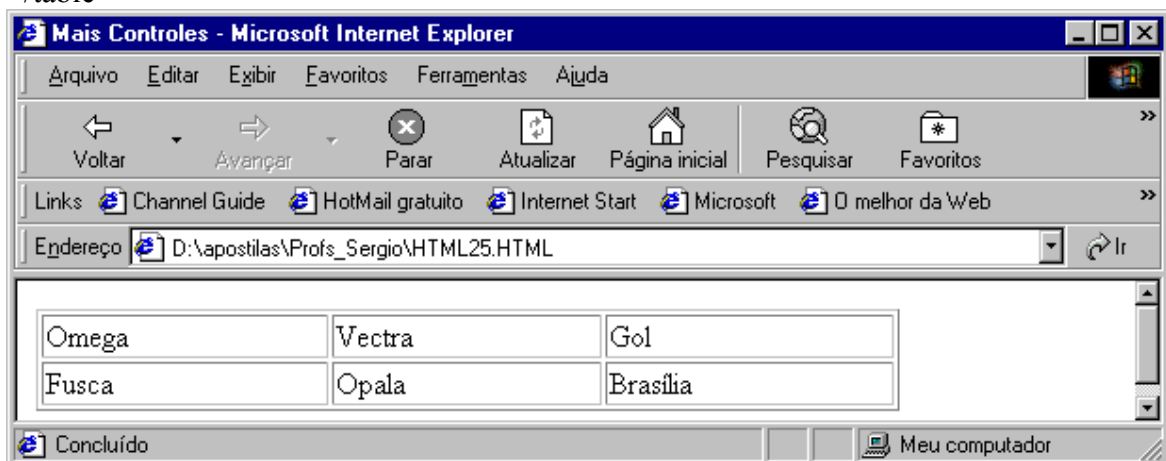 Mais Controles - Microsoft Internet Explorer
Arquivo Editar Exibir Favoritos Ferramentas Ajuda
Voltar Avançar Parar Atualizar Página inicial Pesquisar Favoritos »
Links Channel Guide HotMail gratuito Internet Start Microsoft O melhor da Web »
Endereço D:\apostilas\Profs_Sergio\HTML25.HTML Ir
Omega Vectra Gol
Fusca Opala Brasília
Concluído Meu computador